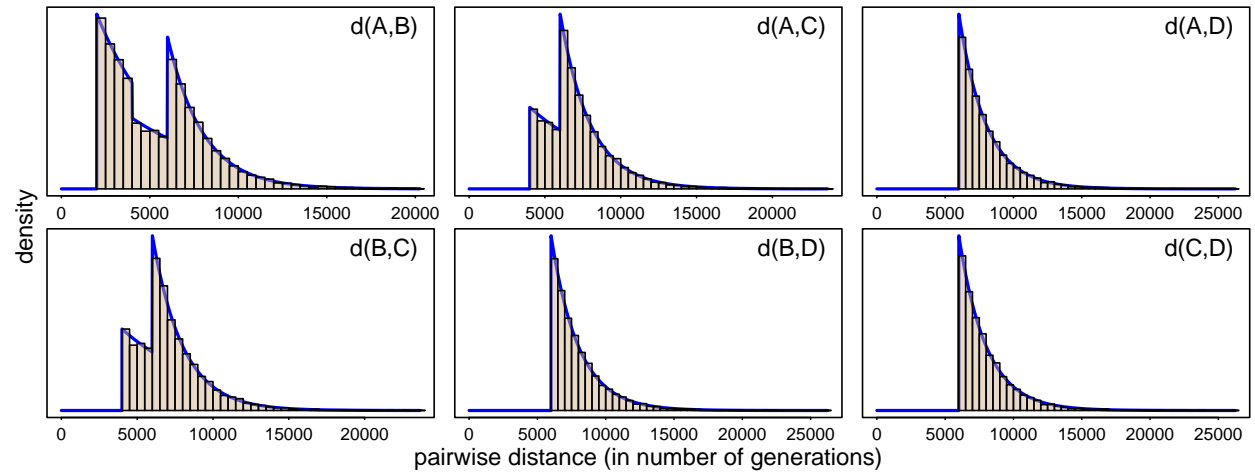 d(A,B)
d(A,C)
d(A,D)
0 5000 10000 15000 20000
0 5000 10000 15000 20000
0 5000 10000 15000 20000 25000
density
d(B,C)
d(B,D)
d(C,D)
0 5000 10000 15000 20000
0 5000 10000 15000 20000 25000
0 5000 10000 15000 20000 25000
pairwise distance (in number of generations)